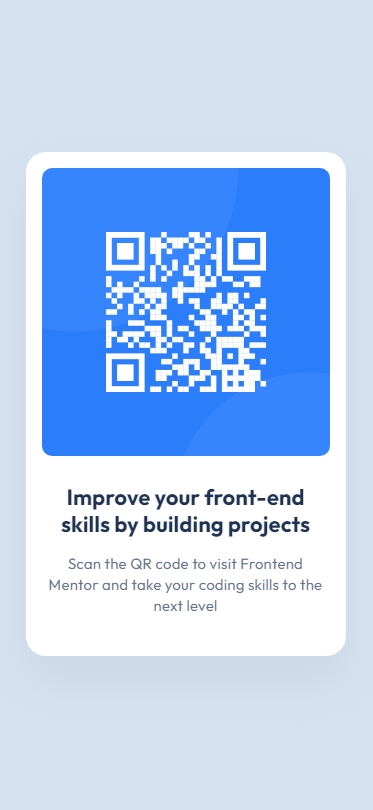 Improve your front-end
skills by building projects
Scan the QR code to visit Frontend
Mentor and take your coding skills to the
next level